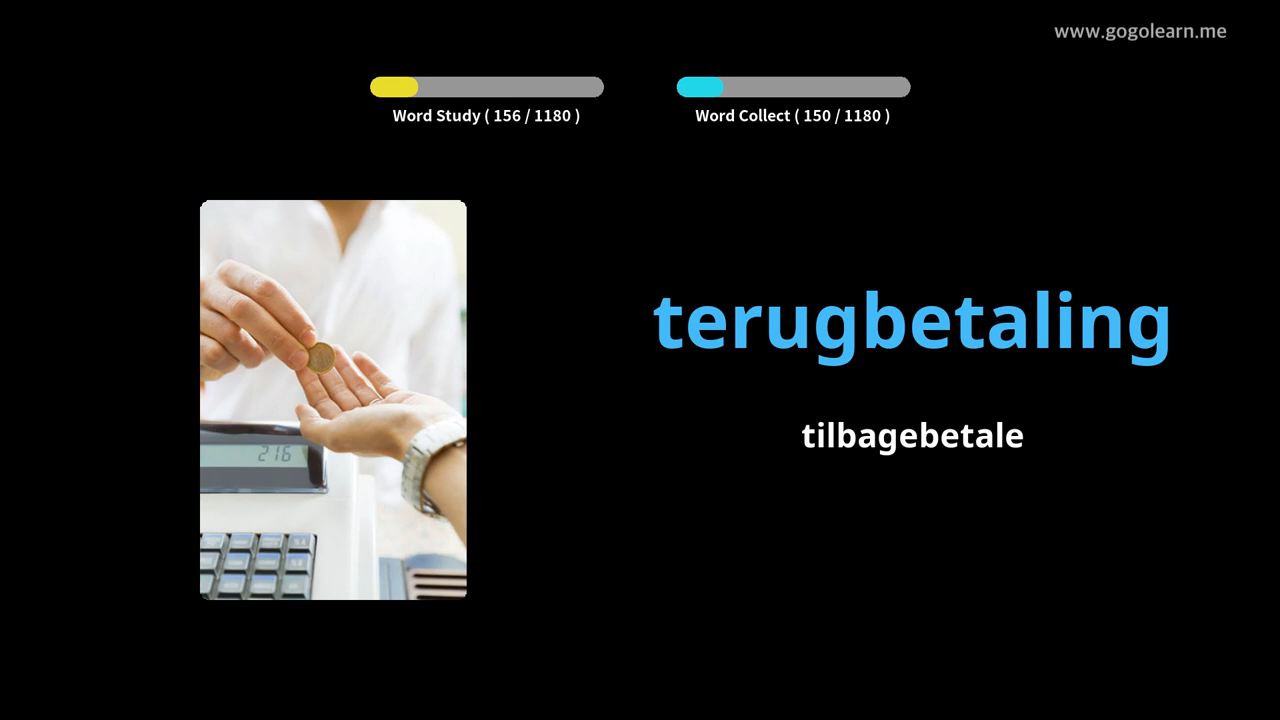 www.gogolearn.me
Word Study ( 156 / 1180 )
Word Collect ( 150 / 1180 )
terugbetaling
tilbagebetale
216